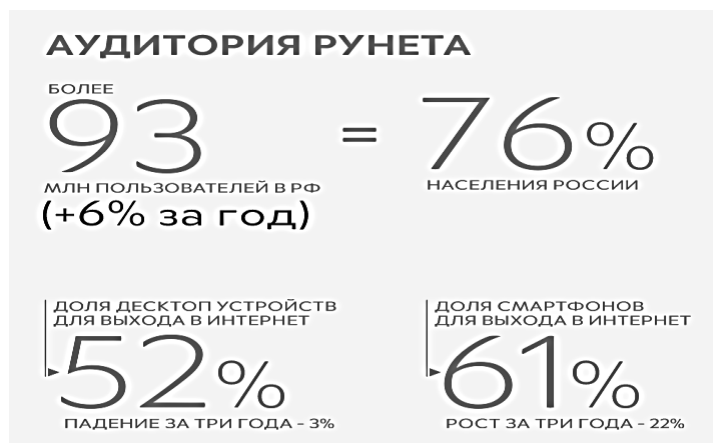 АУДИТОРИЯ РУНЕТА
БОЛЕЕ
93 = 76%
МЛН ПОЛЬЗОВАТЕЛЕЙ В РФ
НАСЕЛЕНИЯ РОССИИ
(+6% за год)
ДОЛЯ ДЕСКТОП УСТРОЙСТВ
ДЛЯ ВЫХОДА В ИНТЕРНЕТ
52%
ПАДЕНИЕ ЗА ТРИ ГОДА - 3%
ДОЛЯ СМАРТФОНОВ
ДЛЯ ВЫХОДА В ИНТЕРНЕТ
61%
РОСТ ЗА ТРИ ГОДА - 22%